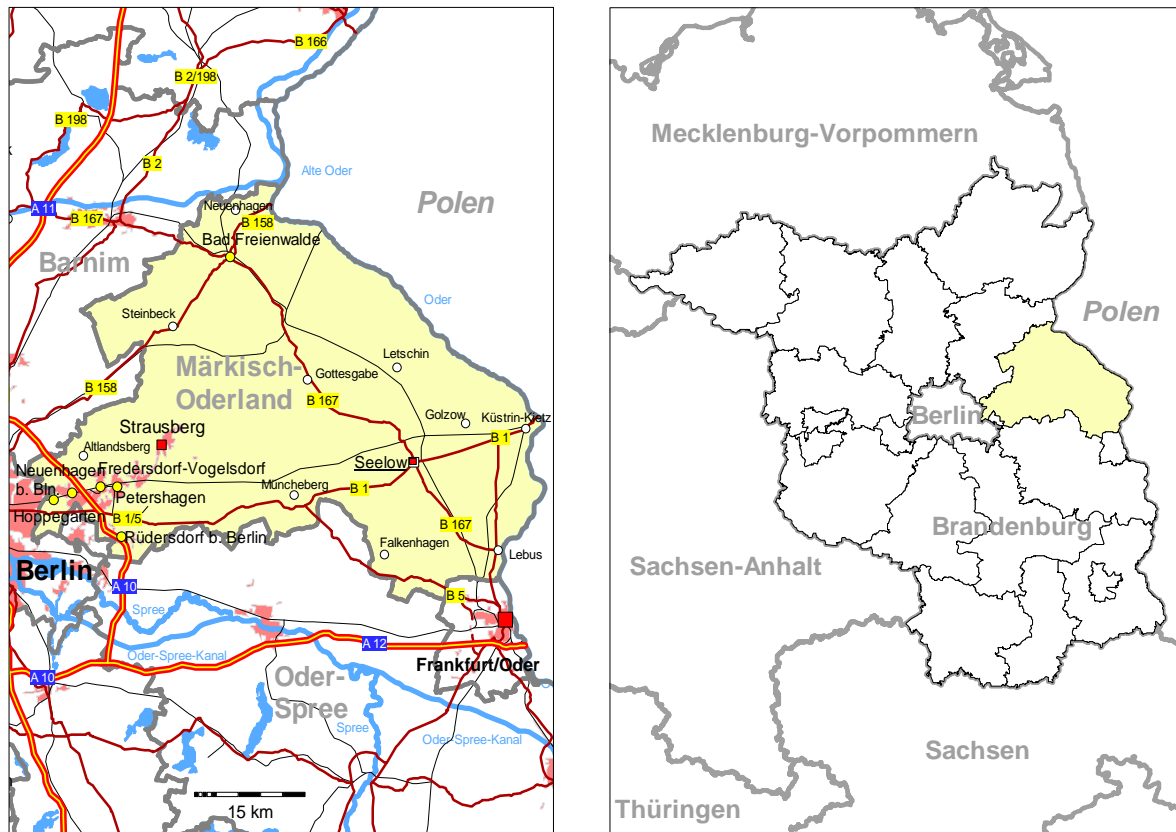 B 166
B 2/198
B 198
B 2
Alte Oder
Polen
Neuenhagen
A 11
B 167
B 158
Bad Freienwalde
Barnim
Oder
Steinbeck
Letschin
Märkisch-
Oderland
Gottesgabe
B 158
B 167
Golzow
Küstrin-Kietz
Strausberg
B 1
Altlandsberg
Seelow
Neuenhagen
b. Bln.
Fredersdorf-Vogelsdorf
Müncheberg
B 1
Petershagen
Hoppegarten
B 1/5
B 167
Rüdersdorf b. Berlin
Falkenhagen
Lebus
Berlin
A 10
B 5
Spree
Oder-Spree-Kanal
A 12
Frankfurt/Oder
A 10
Oder-
Spree
Spree
Oder-Spree-Kanal
15 km
Mecklenburg-Vorpommern
Polen
Berlin
Brandenburg
Sachsen-Anhalt
Sachsen
Thüringen